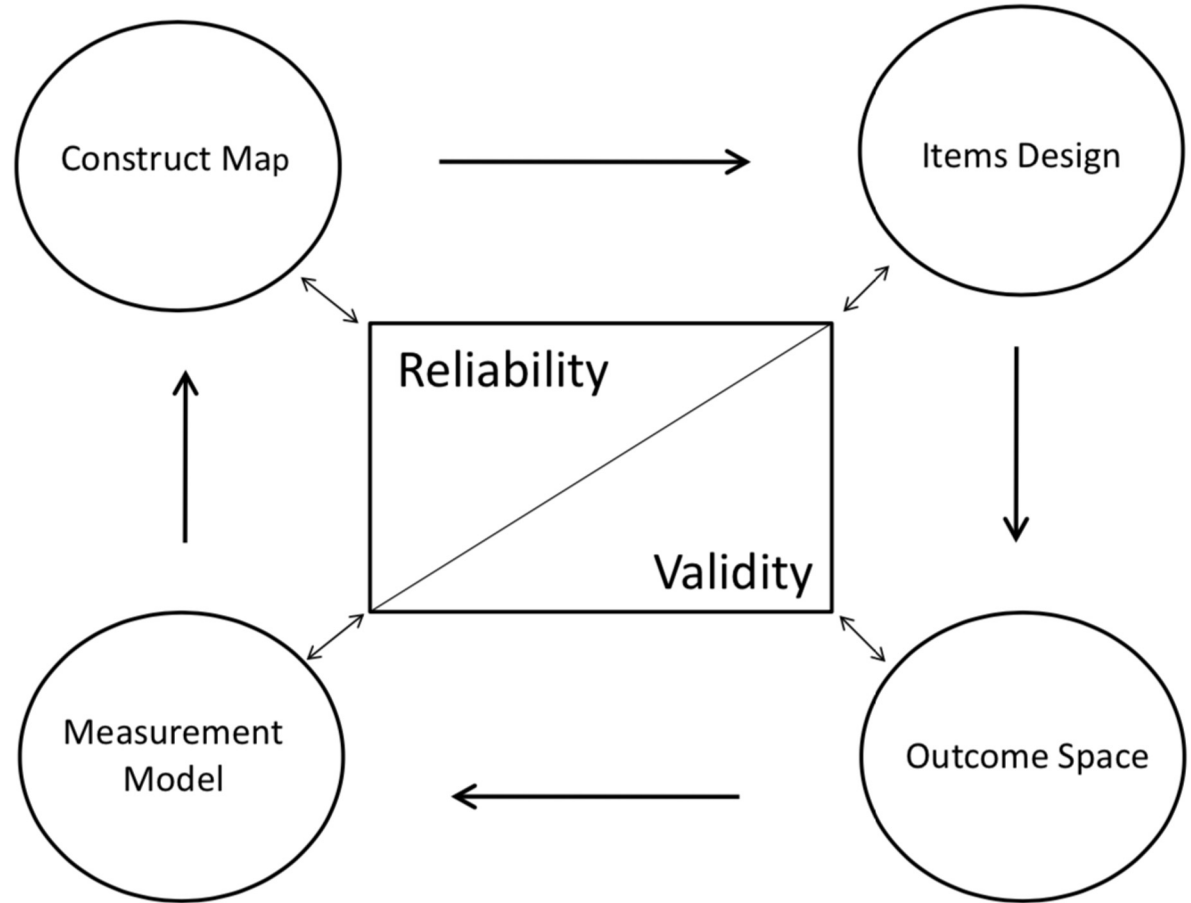 Construct Map
Items Design
Reliability
Validity
Measurement
Model
Outcome Space